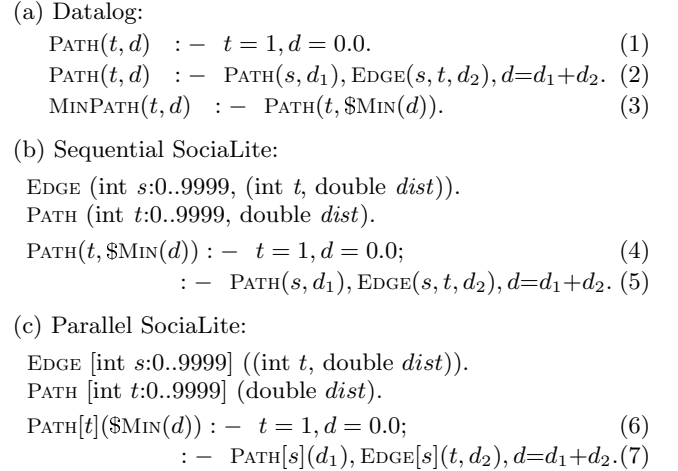 (a) Datalog:
PATH(t, d) :− t = 1, d = 0.0. (1)
PATH(t, d) :− PATH(s, d₁), EDGE(s, t, d₂), d=d₁+d₂. (2)
MINPATH(t, d) :− PATH(t, $MIN(d)). (3)
(b) Sequential SociaLite:
EDGE (int s:0..9999, (int t, double dist)).
PATH (int t:0..9999, double dist).
PATH(t, $MIN(d)) :− t = 1, d = 0.0; (4)
:− PATH(s, d₁), EDGE(s, t, d₂), d=d₁+d₂. (5)
(c) Parallel SociaLite:
EDGE [int s:0..9999] ((int t, double dist)).
PATH [int t:0..9999] (double dist).
PATH[t]($MIN(d)) :− t = 1, d = 0.0; (6)
:− PATH[s](d₁), EDGE[s](t, d₂), d=d₁+d₂. (7)